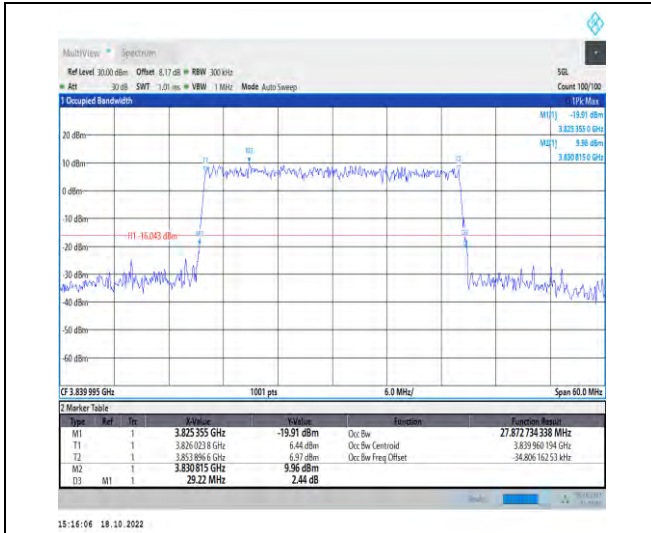 MultiView Spectrum
Ref Level 30.00 dBm Offset 8.17 dB RBW 300 kHz SGL
Att 30 dB SWT 1.01 ms VBW 1 MHz Mode Auto Sweep Count 100/100
1 Occupied Bandwidth 1Pk Max
M1[1] -19.91 dBm
3.825 355 0 GHz
M2[1] 9.96 dBm
3.830 815 0 GHz
20 dBm
10 dBm
0 dBm
-10 dBm
H1 -16.043 dBm
-20 dBm
-30 dBm
-40 dBm
-50 dBm
-60 dBm
T1
M2
T2
M1
CF 3.839 995 GHz 1001 pts 6.0 MHz/ Span 60.0 MHz
2 Marker Table
Type Ref Trc X-Value Y-Value Function Function Result
M1 1 3.825 355 GHz -19.91 dBm Occ Bw 27.872 734 338 MHz
T1 1 3.826 023 8 GHz 6.44 dBm Occ Bw Centroid 3.839 960 194 GHz
T2 1 3.853 896 6 GHz 6.97 dBm Occ Bw Freq Offset -34.806 162 53 kHz
M2 1 3.830 815 GHz 9.96 dBm
D3 M1 1 29.22 MHz 2.44 dB
15:16:06 18.10.2022